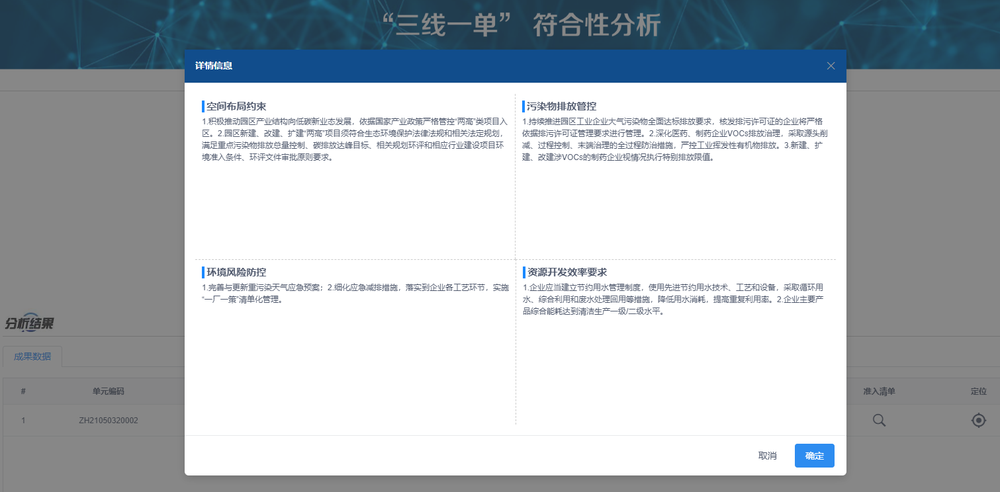 “三线一单” 符合性分析
详情信息
空间布局约束
1.积极推动园区产业结构向低碳新业态发展，依据国家产业政策严格管控“两高”类项目入
区。2.园区新建、改建、扩建“两高”项目须符合生态环境保护法律法规和相关法定规划，
满足重点污染物排放总量控制、碳排放达峰目标、相关规划环评和相应行业建设项目环
境准入条件、环评文件审批原则要求。
污染物排放管控
1.持续推进园区工业企业大气污染物全面达标排放要求，核发排污许可证的企业将严格
依据排污许可证管理要求进行管理。2.深化医药、制药企业VOCs排放治理，采取源头削
减、过程控制、末端治理的全过程防治措施，严控工业挥发性有机物排放。3.新建、扩
建、改建涉VOCs的制药企业视情况执行特别排放限值。
环境风险防控
1.完善与更新重污染天气应急预案；2.细化应急减排措施，落实到企业各工艺环节，实施
“一厂一策”清单化管理。
资源开发效率要求
1.企业应当建立节约用水管理制度，使用先进节约用水技术、工艺和设备，采取循环用
水、综合利用和废水处理回用等措施，降低用水消耗，提高重复利用率。2.企业主要产
品综合能耗达到清洁生产一级/二级水平。
分析结果
成果数据
# 单元编码 准入清单 定位
1 ZH21050320002
取消 确定